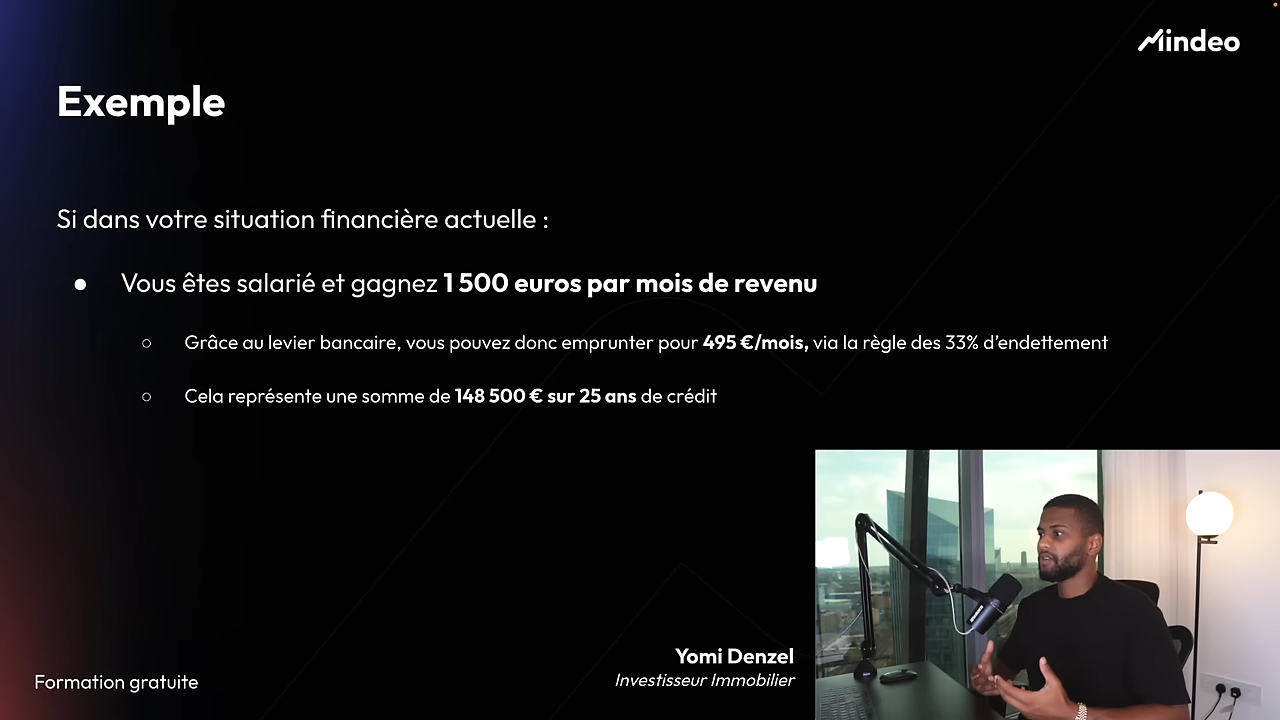 Mindeo
Exemple
Si dans votre situation financière actuelle :
● Vous êtes salarié et gagnez 1 500 euros par mois de revenu
○ Grâce au levier bancaire, vous pouvez donc emprunter pour 495 €/mois, via la règle des 33% d’endettement
○ Cela représente une somme de 148 500 € sur 25 ans de crédit
Yomi Denzel
Investisseur Immobilier
Formation gratuite